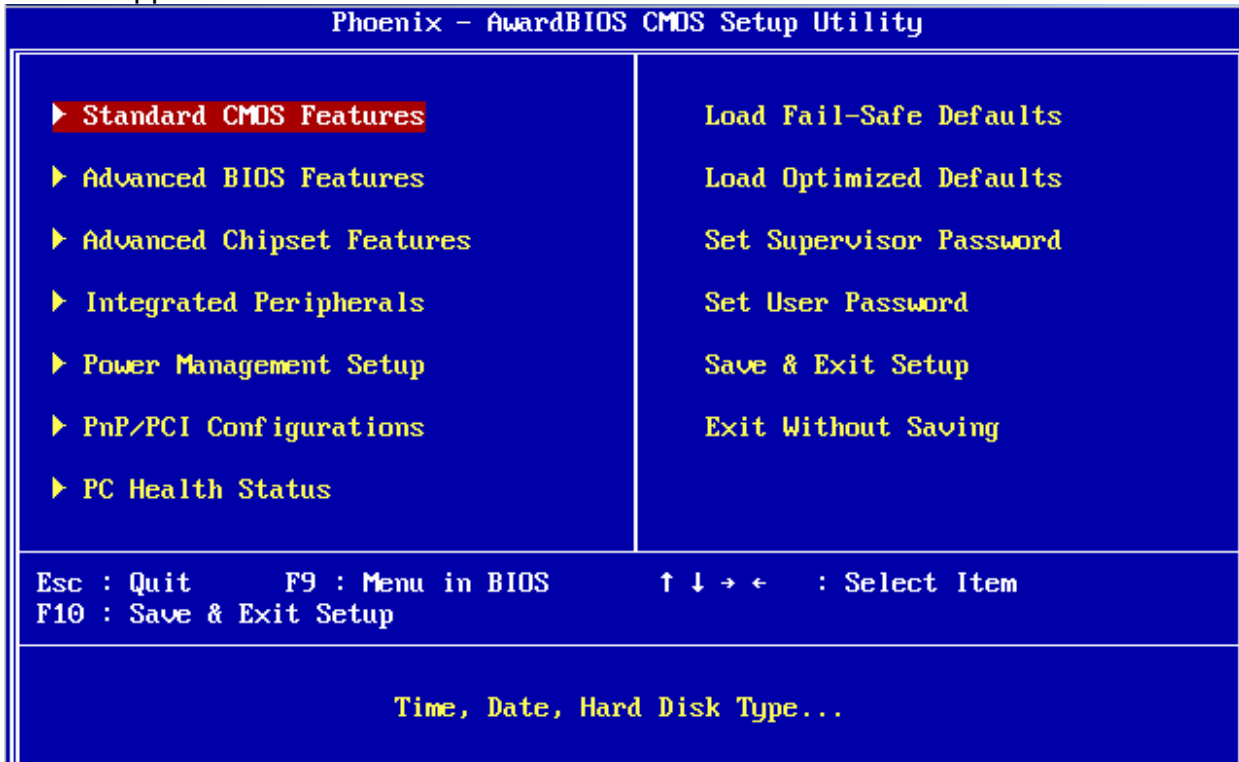 Phoenix - AwardBIOS CMOS Setup Utility
Standard CMOS Features
Advanced BIOS Features
Advanced Chipset Features
Integrated Peripherals
Power Management Setup
PnP/PCI Configurations
PC Health Status
Load Fail-Safe Defaults
Load Optimized Defaults
Set Supervisor Password
Set User Password
Save & Exit Setup
Exit Without Saving
Esc : Quit F9 : Menu in BIOS ↑ ↓ → ← : Select Item
F10 : Save & Exit Setup
Time, Date, Hard Disk Type...